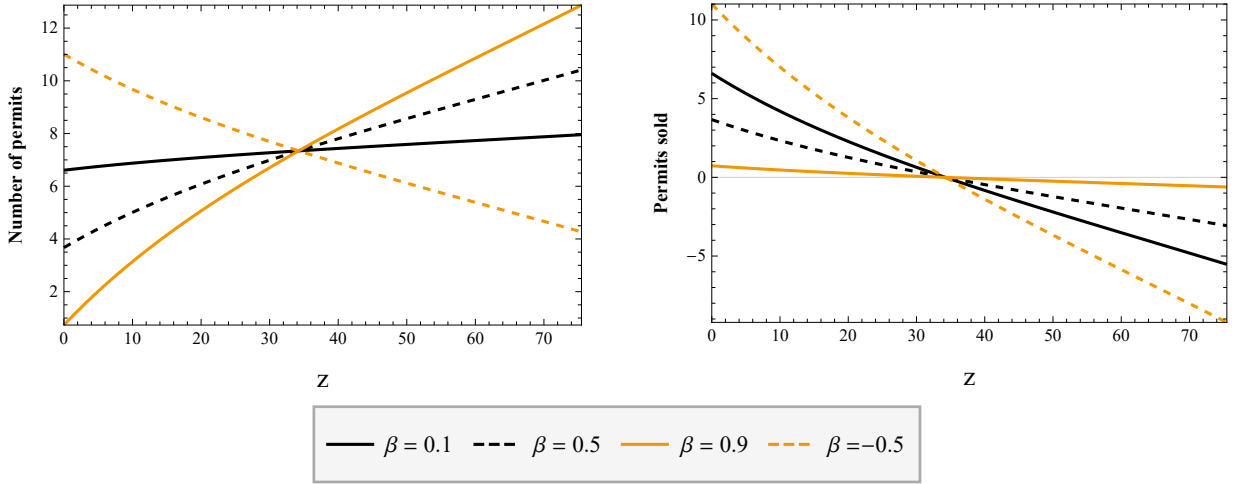 Number of permits
12
10
8
6
4
2
0 10 20 30 40 50 60 70
z
Permits sold
10
5
0
−5
0 10 20 30 40 50 60 70
z
β = 0.1 β = 0.5 β = 0.9 β =−0.5